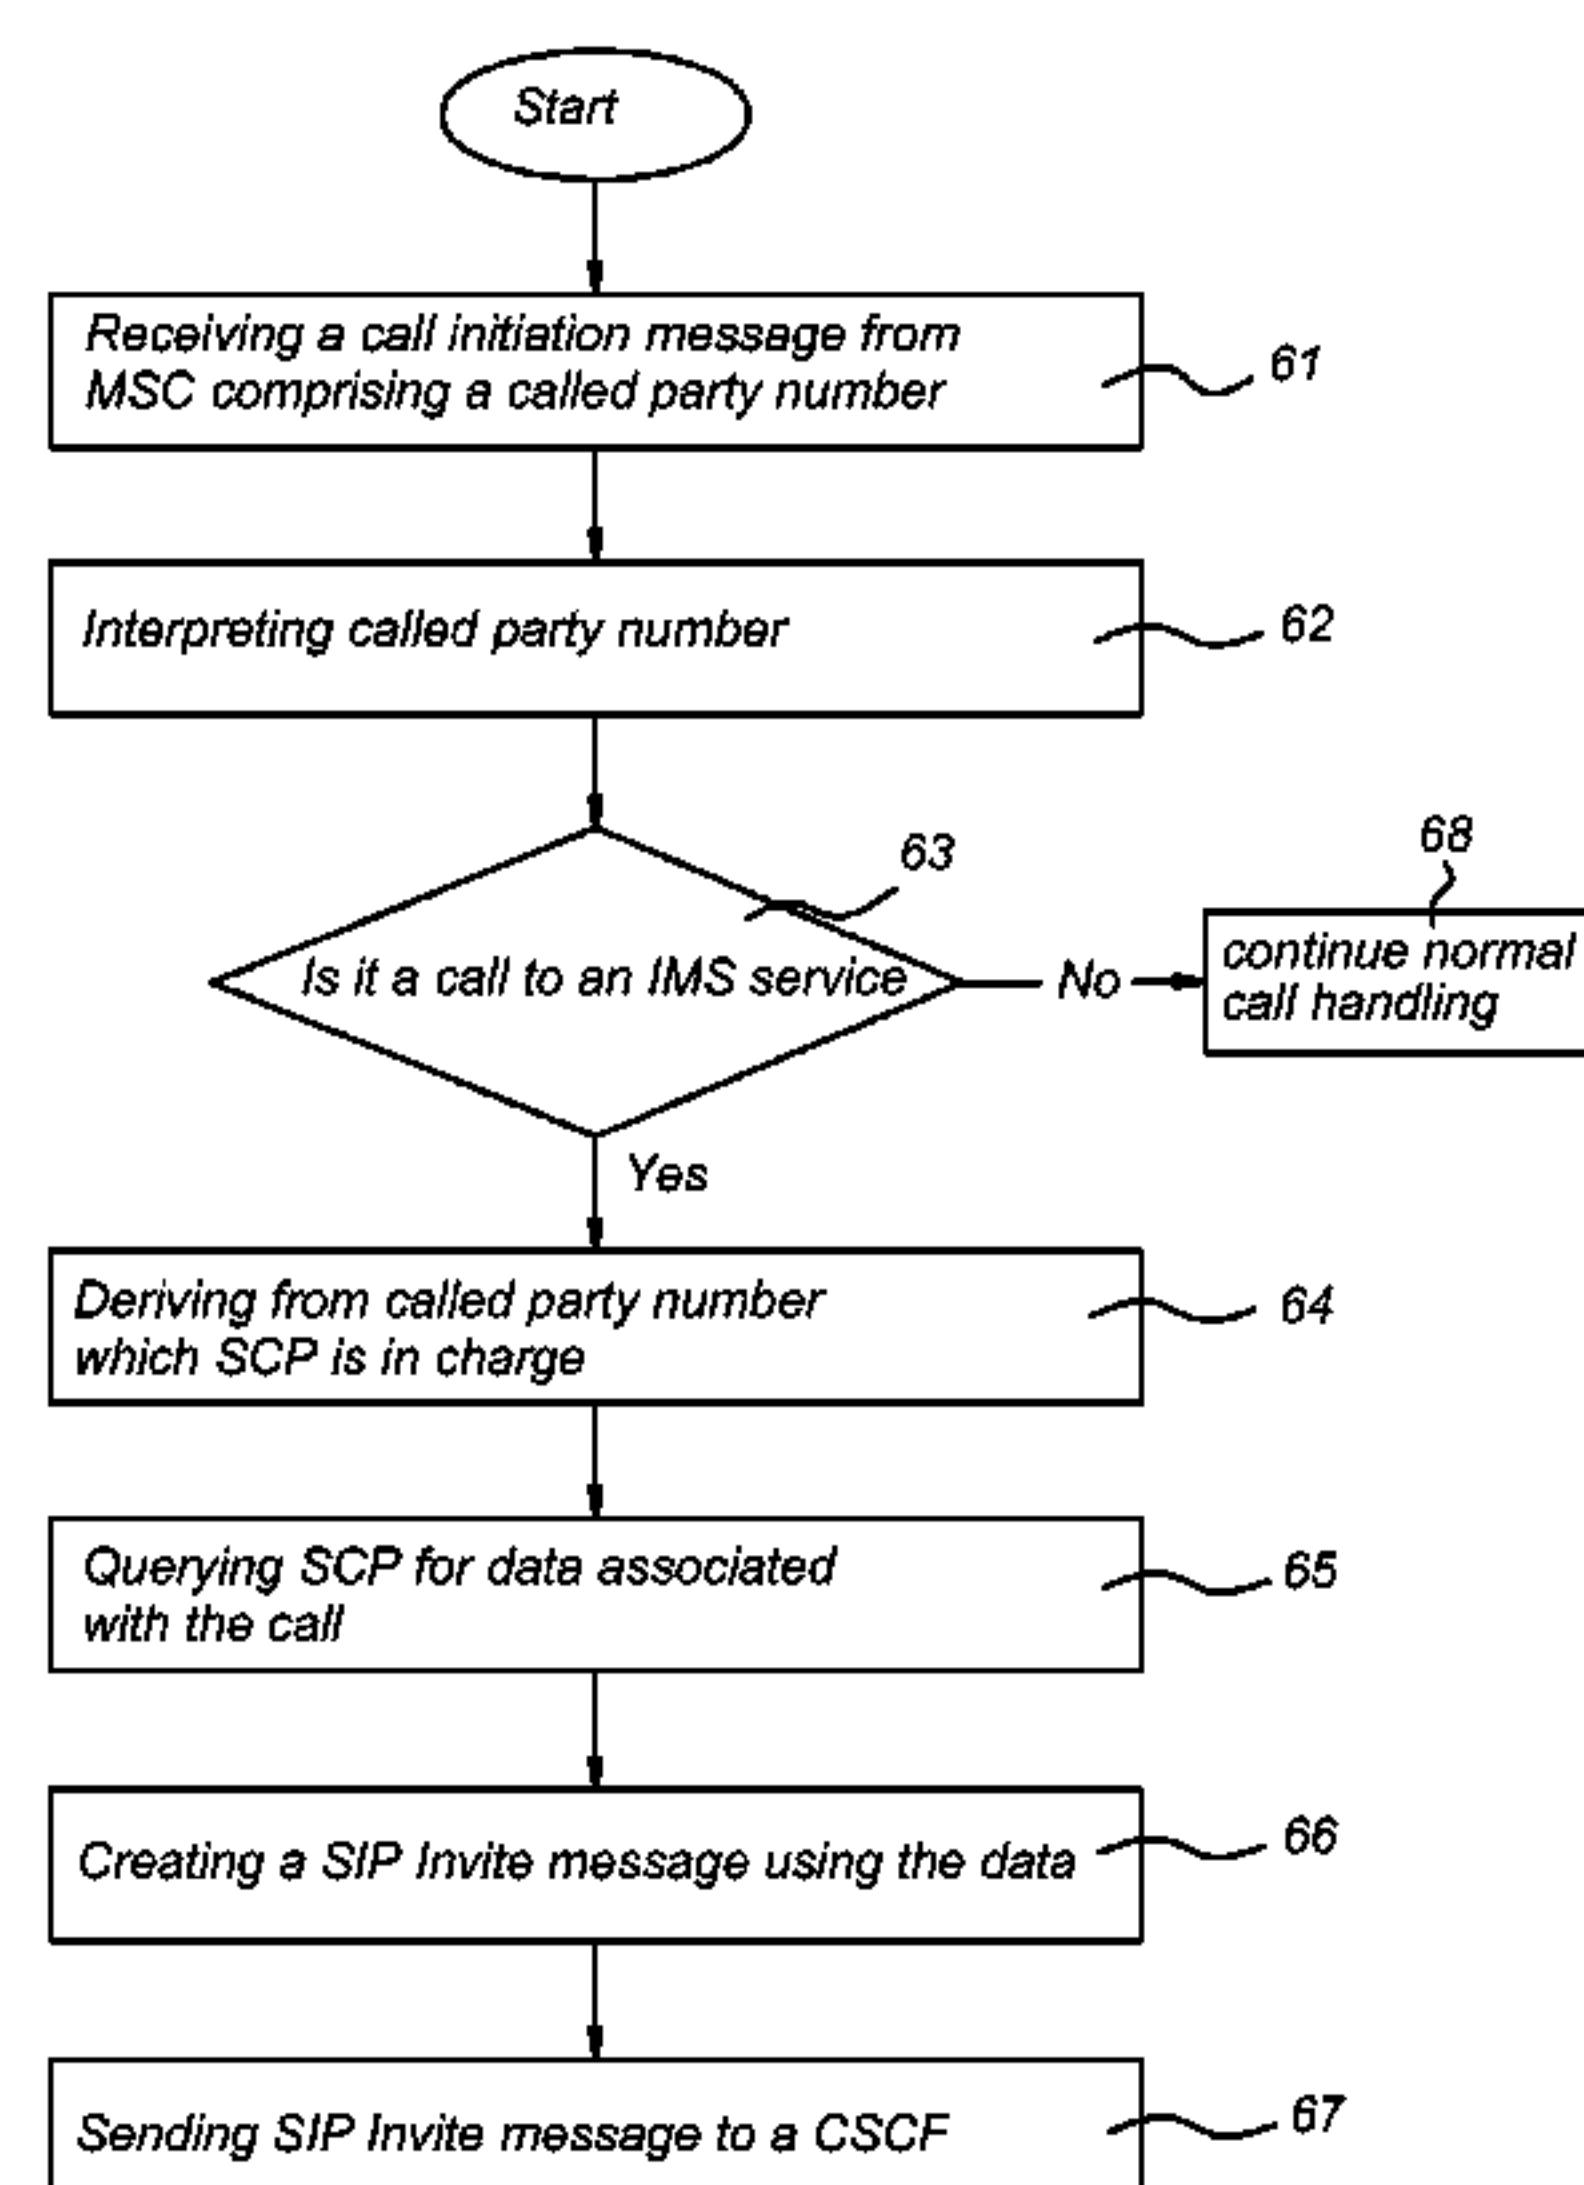 Start
Receiving a call initiation message from
MSC comprising a called party number
61
Interpreting called party number
62
63
Is it a call to an IMS service
No
68
continue normal
call handling
Yes
Deriving from called party number
which SCP is in charge
64
Querying SCP for data associated
with the call
65
Creating a SIP Invite message using the data
66
Sending SIP Invite message to a CSCF
67